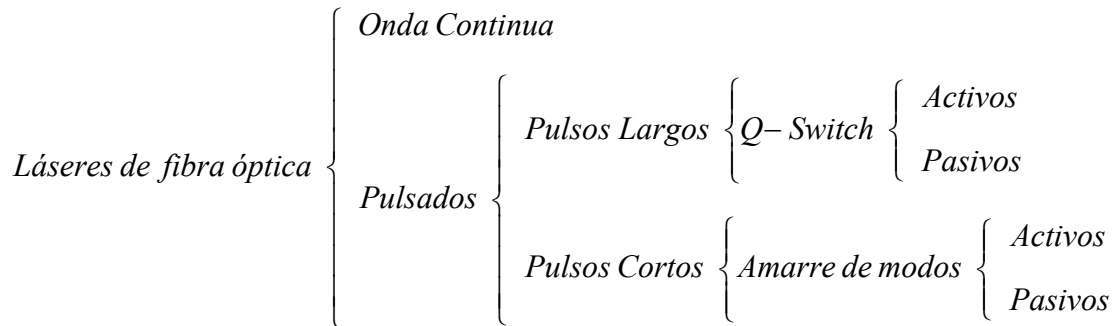 Onda Continua
Activos
Pulsos Largos Q– Switch
Pasivos
Láseres de fibra óptica
Pulsados
Activos
Pulsos Cortos Amarre de modos
Pasivos